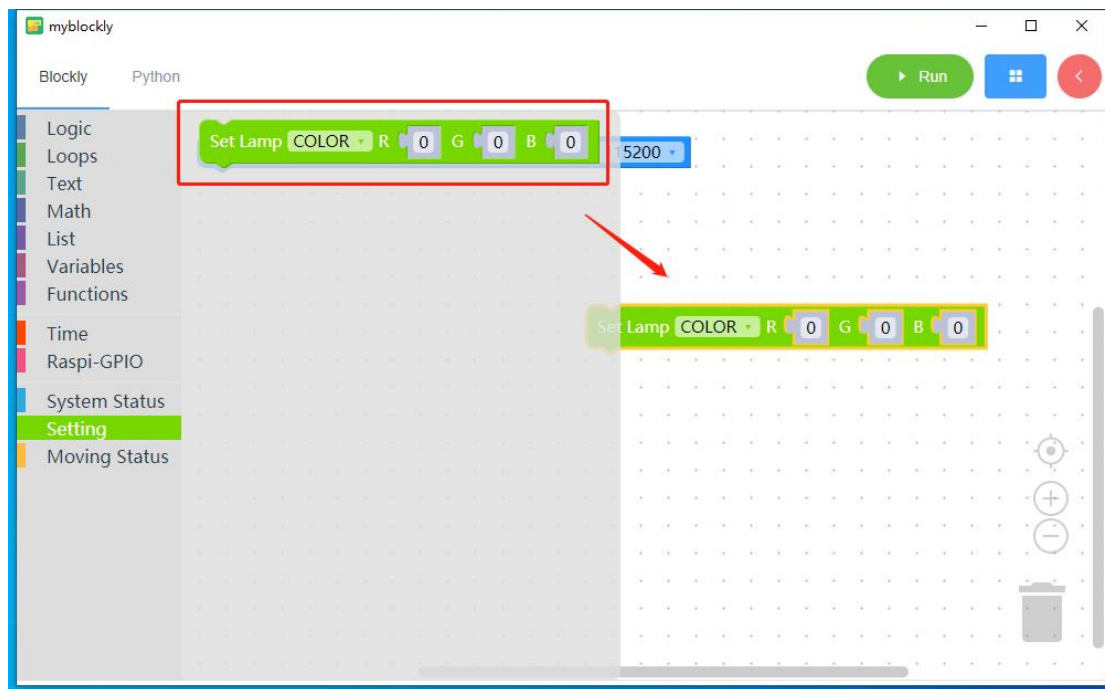 myblockly
Blockly Python
Run
Logic
Loops
Text
Math
List
Variables
Functions
Time
Raspi-GPIO
System Status
Setting
Moving Status
Set Lamp COLOR R 0 G 0 B 0
5200
Set Lamp COLOR R 0 G 0 B 0